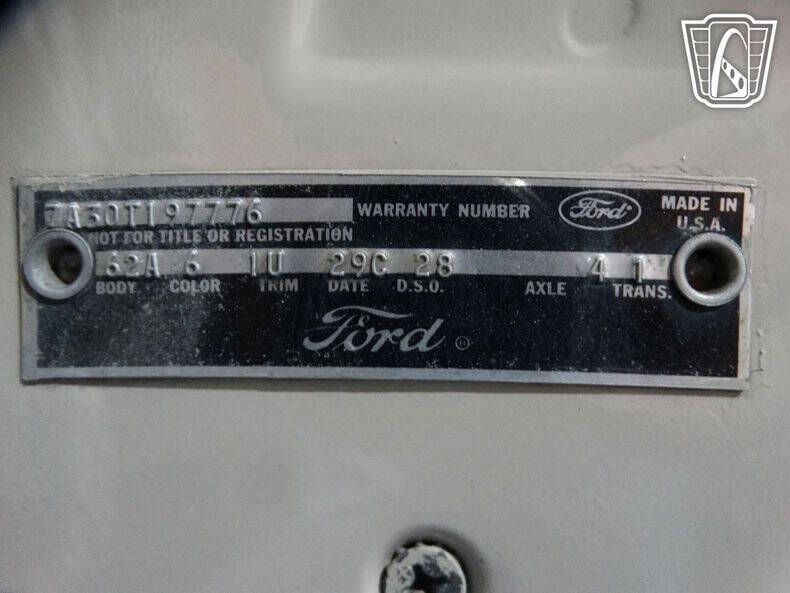 7A30T197776 WARRANTY NUMBER Ford MADE IN U.S.A.
NOT FOR TITLE OR REGISTRATION
62A 6 1U 29C 28 4 1
BODY COLOR TRIM DATE D.S.O. AXLE TRANS.
Ford